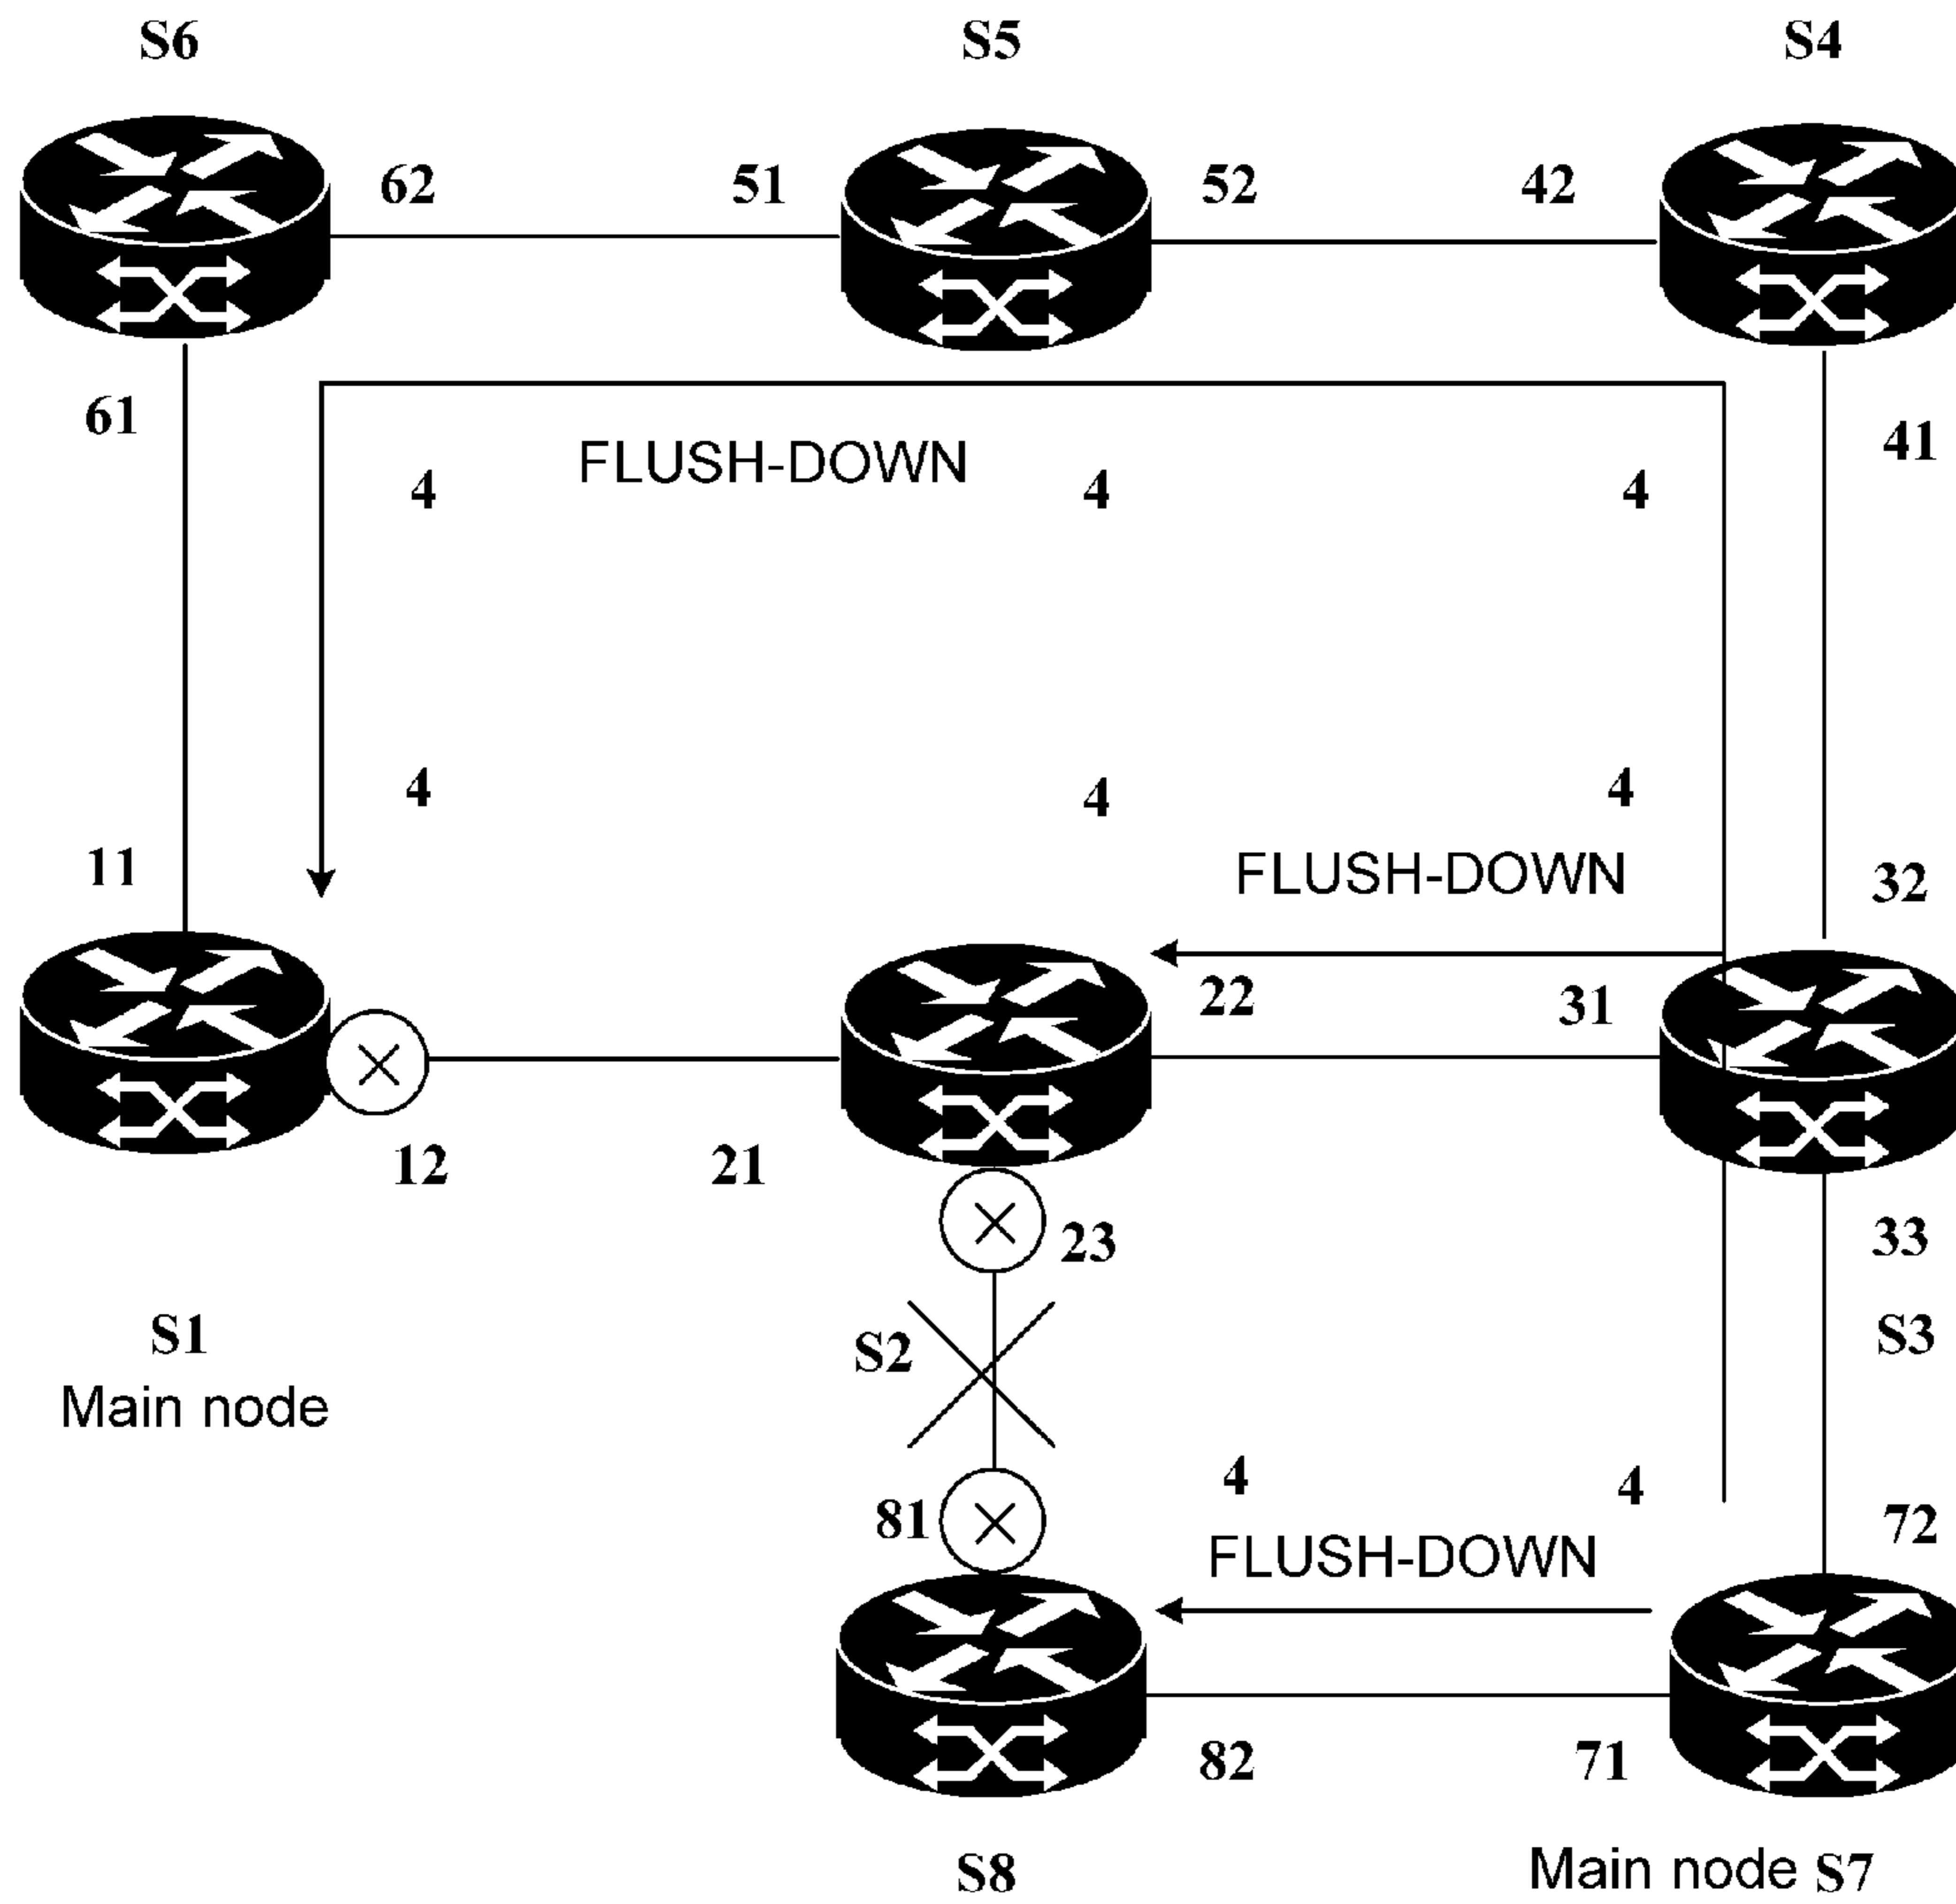 S6 S5 S4
62 51 52 42
61 41
FLUSH-DOWN
4 4 4
4 4 4
11 FLUSH-DOWN 32
22 31
12 21
23 33
S1 S2 S3
Main node
4 4
81 72
FLUSH-DOWN
82 71
S8 Main node S7